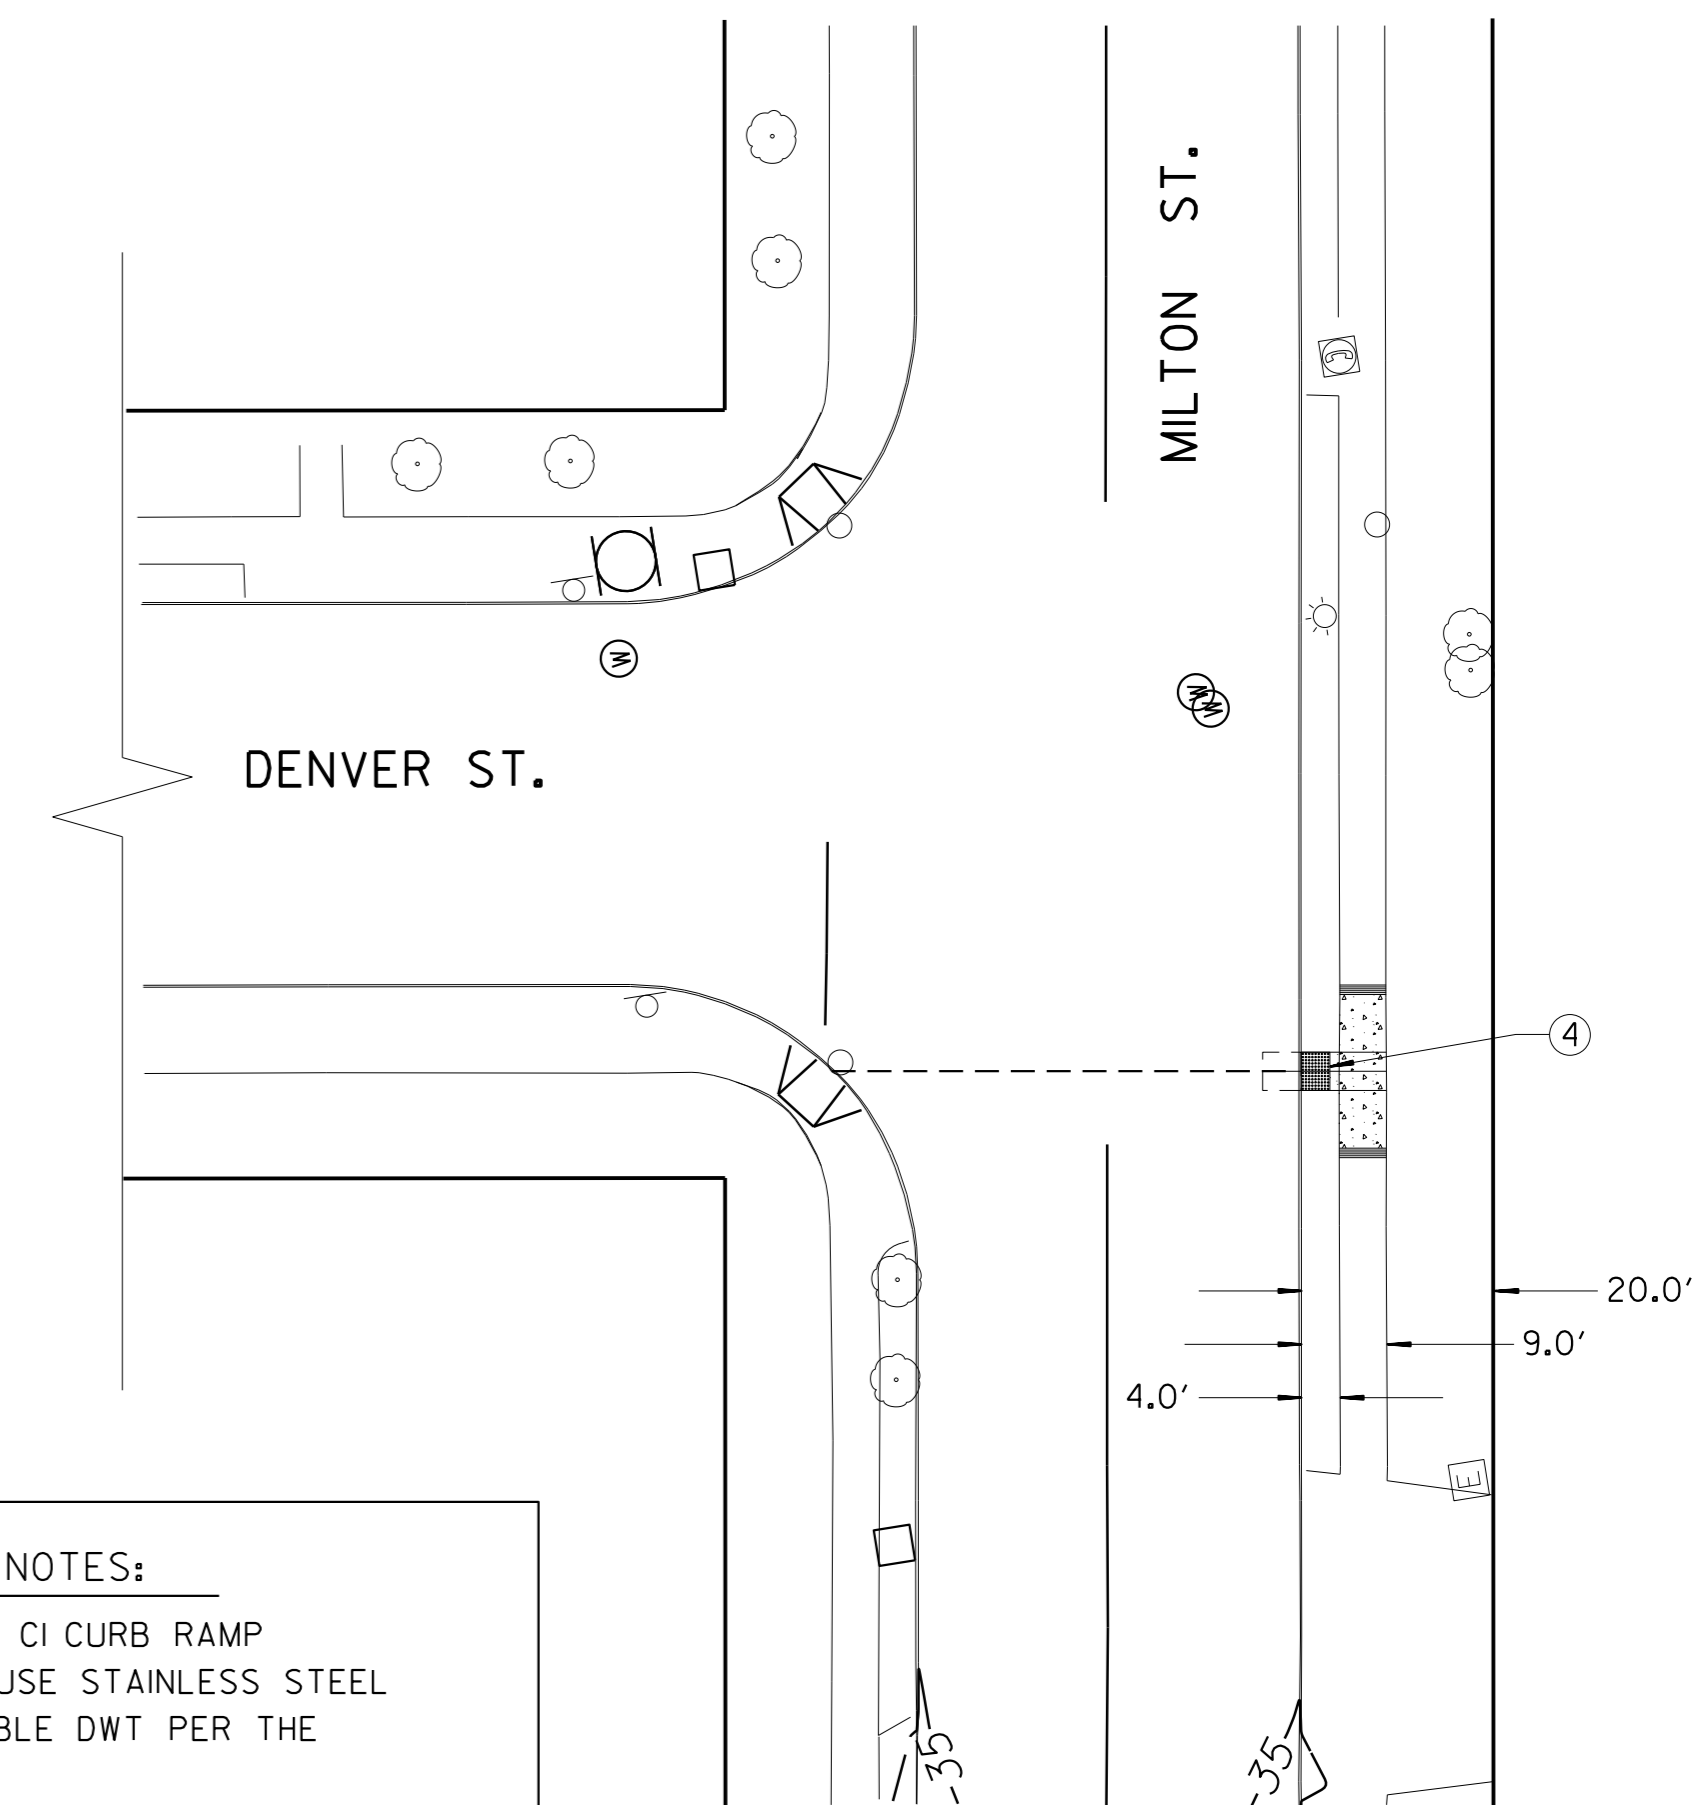 MILTON ST.
W
W
W
DENVER ST.
4
20.0'
9.0'
4.0'
E
NOTES:
CI CURB RAMP
USE STAINLESS STEEL
BLE DWT PER THE
-35
-35